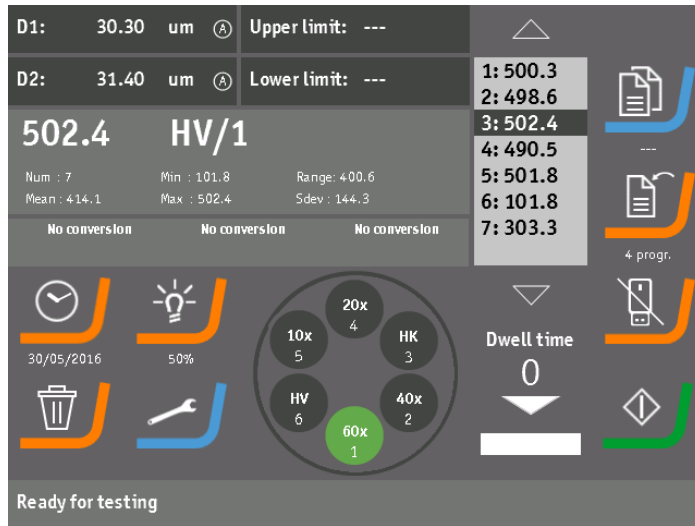 D1: 30.30 um A Upper limit: ---
D2: 31.40 um A Lower limit: ---
502.4 HV/1
Num : 7 Min : 101.8 Range: 400.6
Mean : 414.1 Max : 502.4 Sdev : 144.3
No conversion No conversion No conversion
1: 500.3
2: 498.6
3: 502.4
4: 490.5
5: 501.8
6: 101.8
7: 303.3
---
4 progr.
30/05/2016
50%
20x
4
10x
5
HK
3
HV
6
40x
2
60x
1
Dwell time
0
Ready for testing